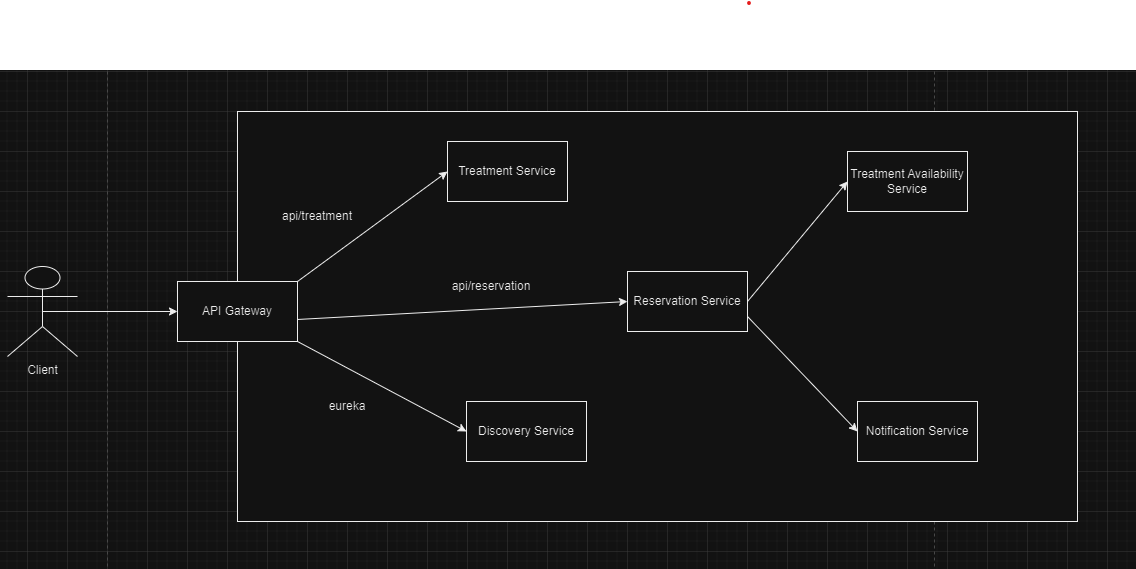 Treatment Service
Treatment Availability
Service
api/treatment
api/reservation
Reservation Service
API Gateway
Client
eureka
Discovery Service
Notification Service